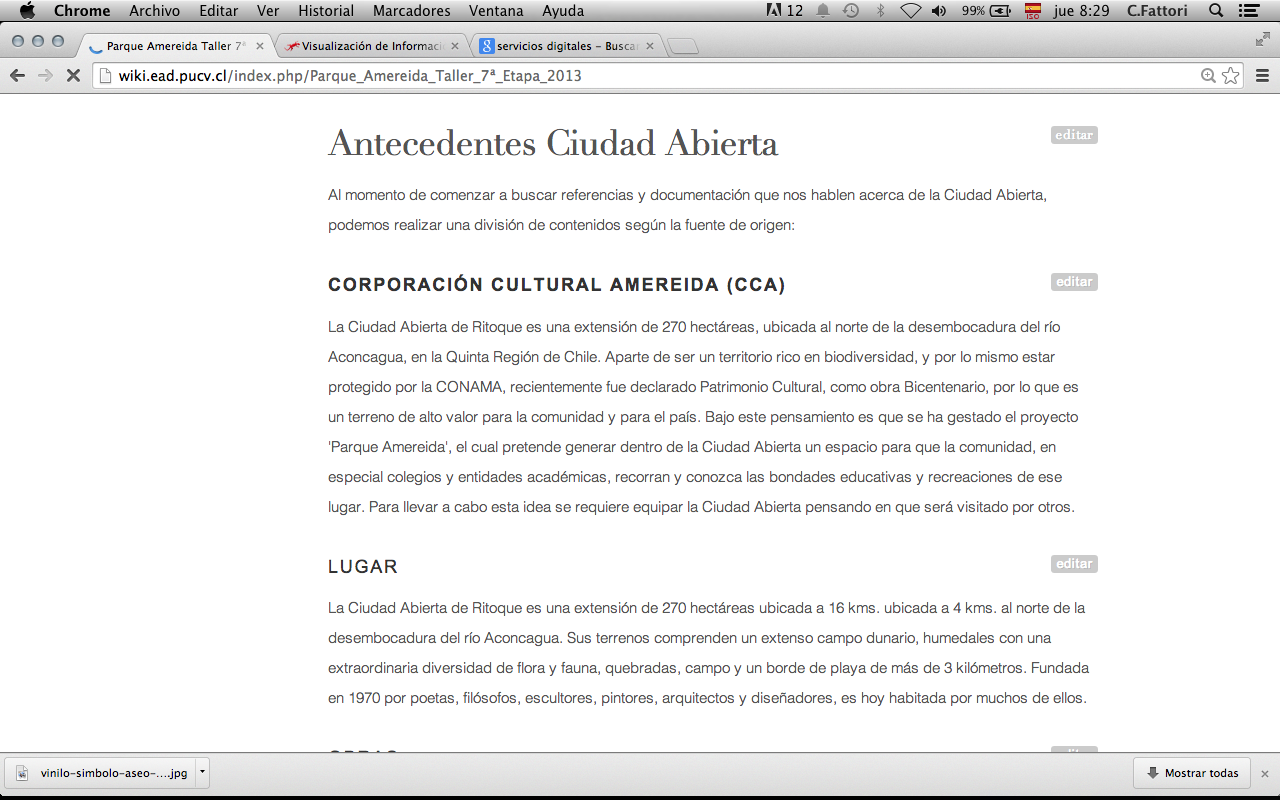 Chrome Archivo Editar Ver Historial Marcadores Ventana Ayuda 12 99% ISO jue 8:29 C.Fattori
Parque Amereida Taller 7ª Visualización de Informaci servicios digitales - Busca
wiki.ead.pucv.cl/index.php/Parque_Amereida_Taller_7ª_Etapa_2013
Antecedentes Ciudad Abierta editar
Al momento de comenzar a buscar referencias y documentación que nos hablen acerca de la Ciudad Abierta,
podemos realizar una división de contenidos según la fuente de origen:
CORPORACIÓN CULTURAL AMEREIDA (CCA) editar
La Ciudad Abierta de Ritoque es una extensión de 270 hectáreas, ubicada al norte de la desembocadura del río
Aconcagua, en la Quinta Región de Chile. Aparte de ser un territorio rico en biodiversidad, y por lo mismo estar
protegido por la CONAMA, recientemente fue declarado Patrimonio Cultural, como obra Bicentenario, por lo que es
un terreno de alto valor para la comunidad y para el país. Bajo este pensamiento es que se ha gestado el proyecto
'Parque Amereida', el cual pretende generar dentro de la Ciudad Abierta un espacio para que la comunidad, en
especial colegios y entidades académicas, recorran y conozca las bondades educativas y recreaciones de ese
lugar. Para llevar a cabo esta idea se requiere equipar la Ciudad Abierta pensando en que será visitado por otros.
LUGAR editar
La Ciudad Abierta de Ritoque es una extensión de 270 hectáreas ubicada a 16 kms. ubicada a 4 kms. al norte de la
desembocadura del río Aconcagua. Sus terrenos comprenden un extenso campo dunario, humedales con una
extraordinaria diversidad de flora y fauna, quebradas, campo y un borde de playa de más de 3 kilómetros. Fundada
en 1970 por poetas, filósofos, escultores, pintores, arquitectos y diseñadores, es hoy habitada por muchos de ellos.
vinilo-simbolo-aseo-....jpg Mostrar todas